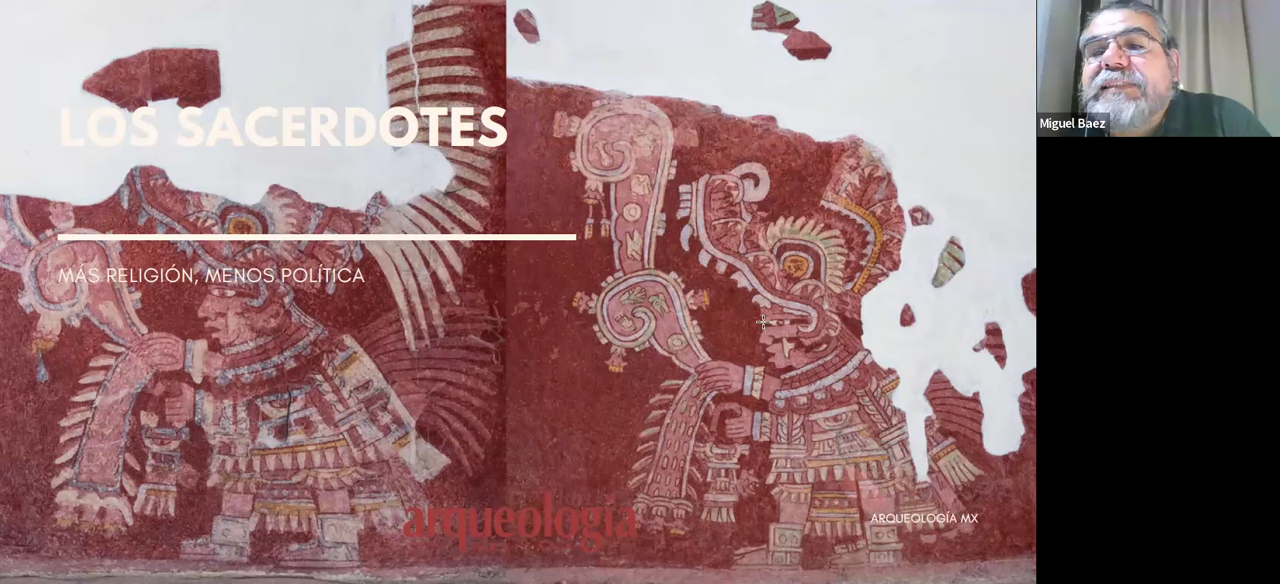 LOS SACERDOTES
MÁS RELIGIÓN, MENOS POLÍTICA
arqueología
ARQUEOLOGÍA MX
Miguel Baez